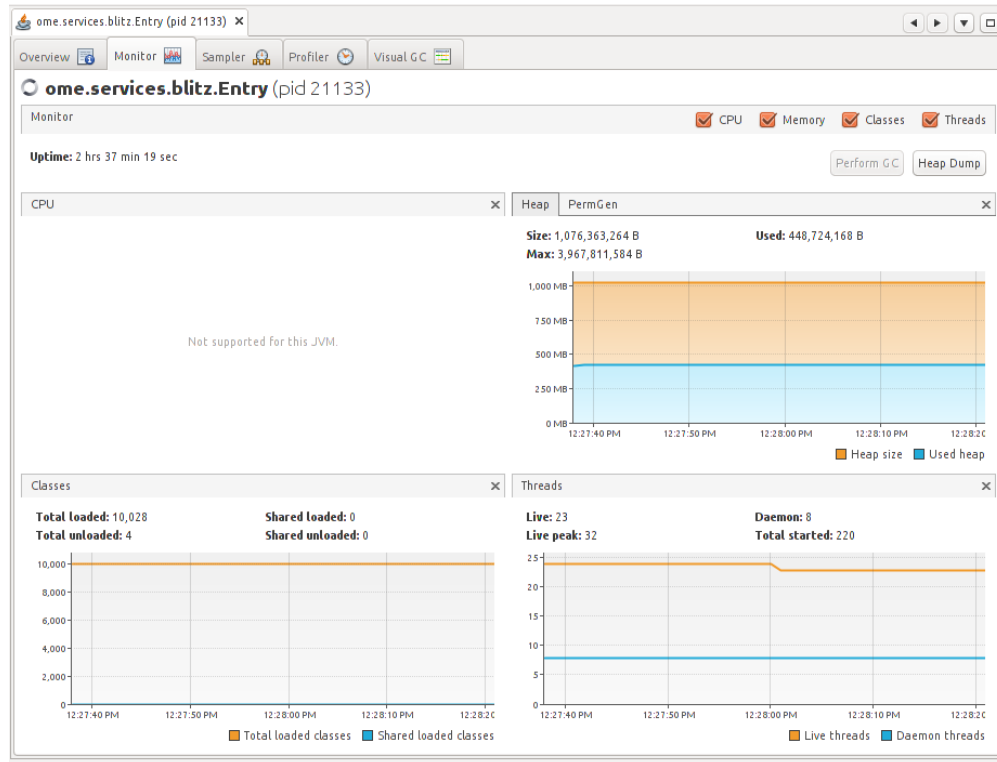 ome.services.blitz.Entry (pid 21133)
Overview Monitor Sampler Profiler Visual GC
ome.services.blitz.Entry (pid 21133)
Monitor CPU Memory Classes Threads
Uptime: 2 hrs 37 min 19 sec
Perform GC Heap Dump
CPU
Not supported for this JVM.
Heap PermGen
Size: 1,076,363,264 B Used: 448,724,168 B
Max: 3,967,811,584 B
1,000 MB
750 MB
500 MB
250 MB
0 MB
12:27:40 PM 12:27:50 PM 12:28:00 PM 12:28:10 PM 12:28:20
Heap size Used heap
Classes
Total loaded: 10,028 Shared loaded: 0
Total unloaded: 4 Shared unloaded: 0
10,000
8,000
6,000
4,000
2,000
0
12:27:40 PM 12:27:50 PM 12:28:00 PM 12:28:10 PM 12:28:20
Total loaded classes Shared loaded classes
Threads
Live: 23 Daemon: 8
Live peak: 32 Total started: 220
25
20
15
10
5
0
12:27:40 PM 12:27:50 PM 12:28:00 PM 12:28:10 PM 12:28:20
Live threads Daemon threads